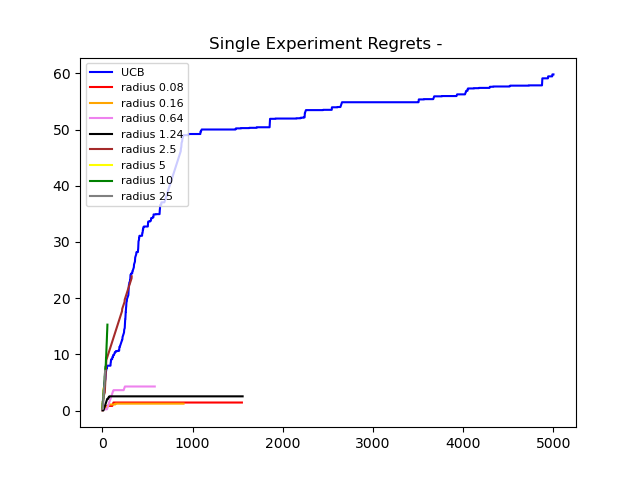 Single Experiment Regrets -
UCB
radius 0.08
radius 0.16
radius 0.64
radius 1.24
radius 2.5
radius 5
radius 10
radius 25
60
50
40
30
20
10
0
0 1000 2000 3000 4000 5000